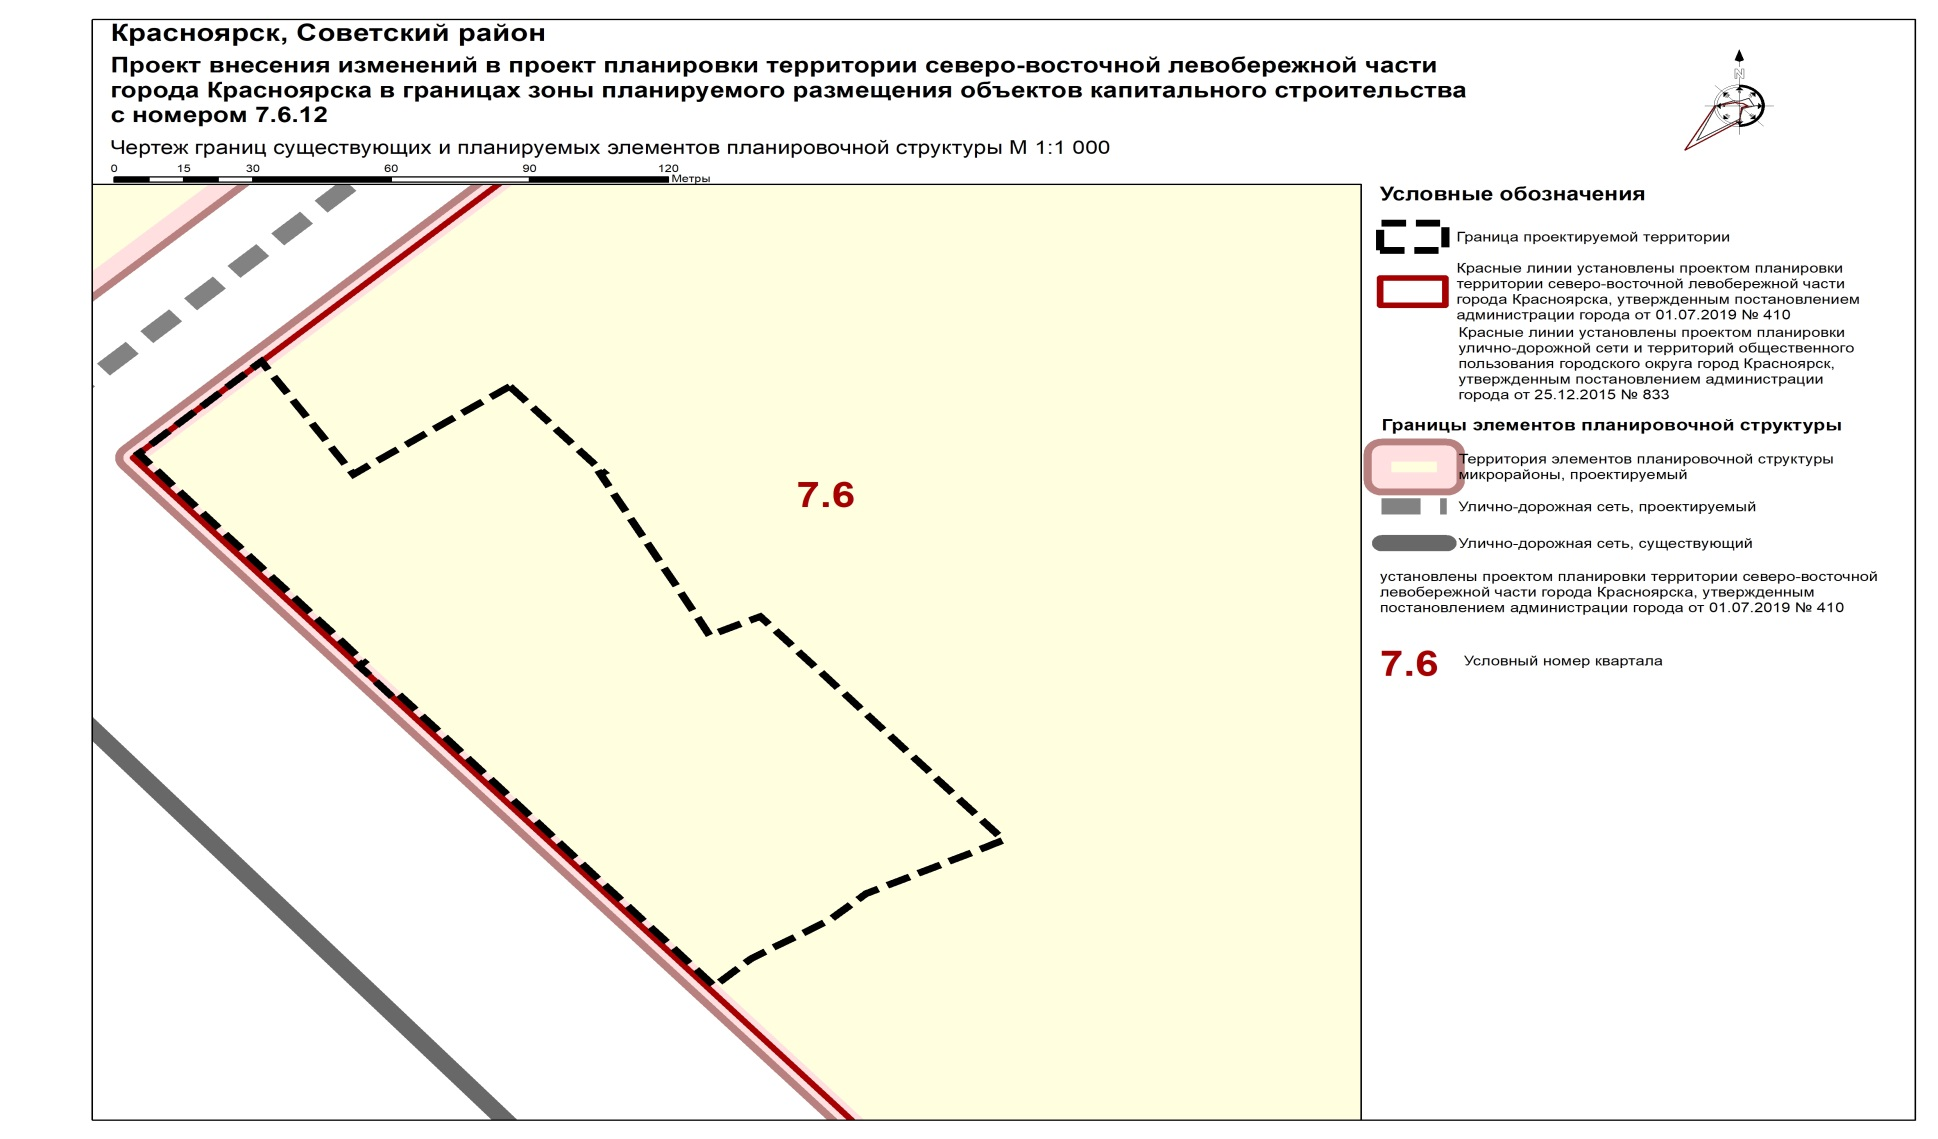 Красноярск, Советский район
Проект внесения изменений в проект планировки территории северо-восточной левобережной части
города Красноярска в границах зоны планируемого размещения объектов капитального строительства
с номером 7.6.12
Чертеж границ существующих и планируемых элементов планировочной структуры М 1:1 000
0 15 30 60 90 120
Метры
N
7.6
Условные обозначения
Граница проектируемой территории
Красные линии установлены проектом планировки
территории северо-восточной левобережной части
города Красноярска, утвержденным постановлением
администрации города от 01.07.2019 № 410
Красные линии установлены проектом планировки
улично-дорожной сети и территорий общественного
пользования городского округа город Красноярск,
утвержденным постановлением администрации
города от 25.12.2015 № 833
Границы элементов планировочной структуры
Территория элементов планировочной структуры
микрорайоны, проектируемый
Улично-дорожная сеть, проектируемый
Улично-дорожная сеть, существующий
установлены проектом планировки территории северо-восточной
левобережной части города Красноярска, утвержденным
постановлением администрации города от 01.07.2019 № 410
7.6 Условный номер квартала